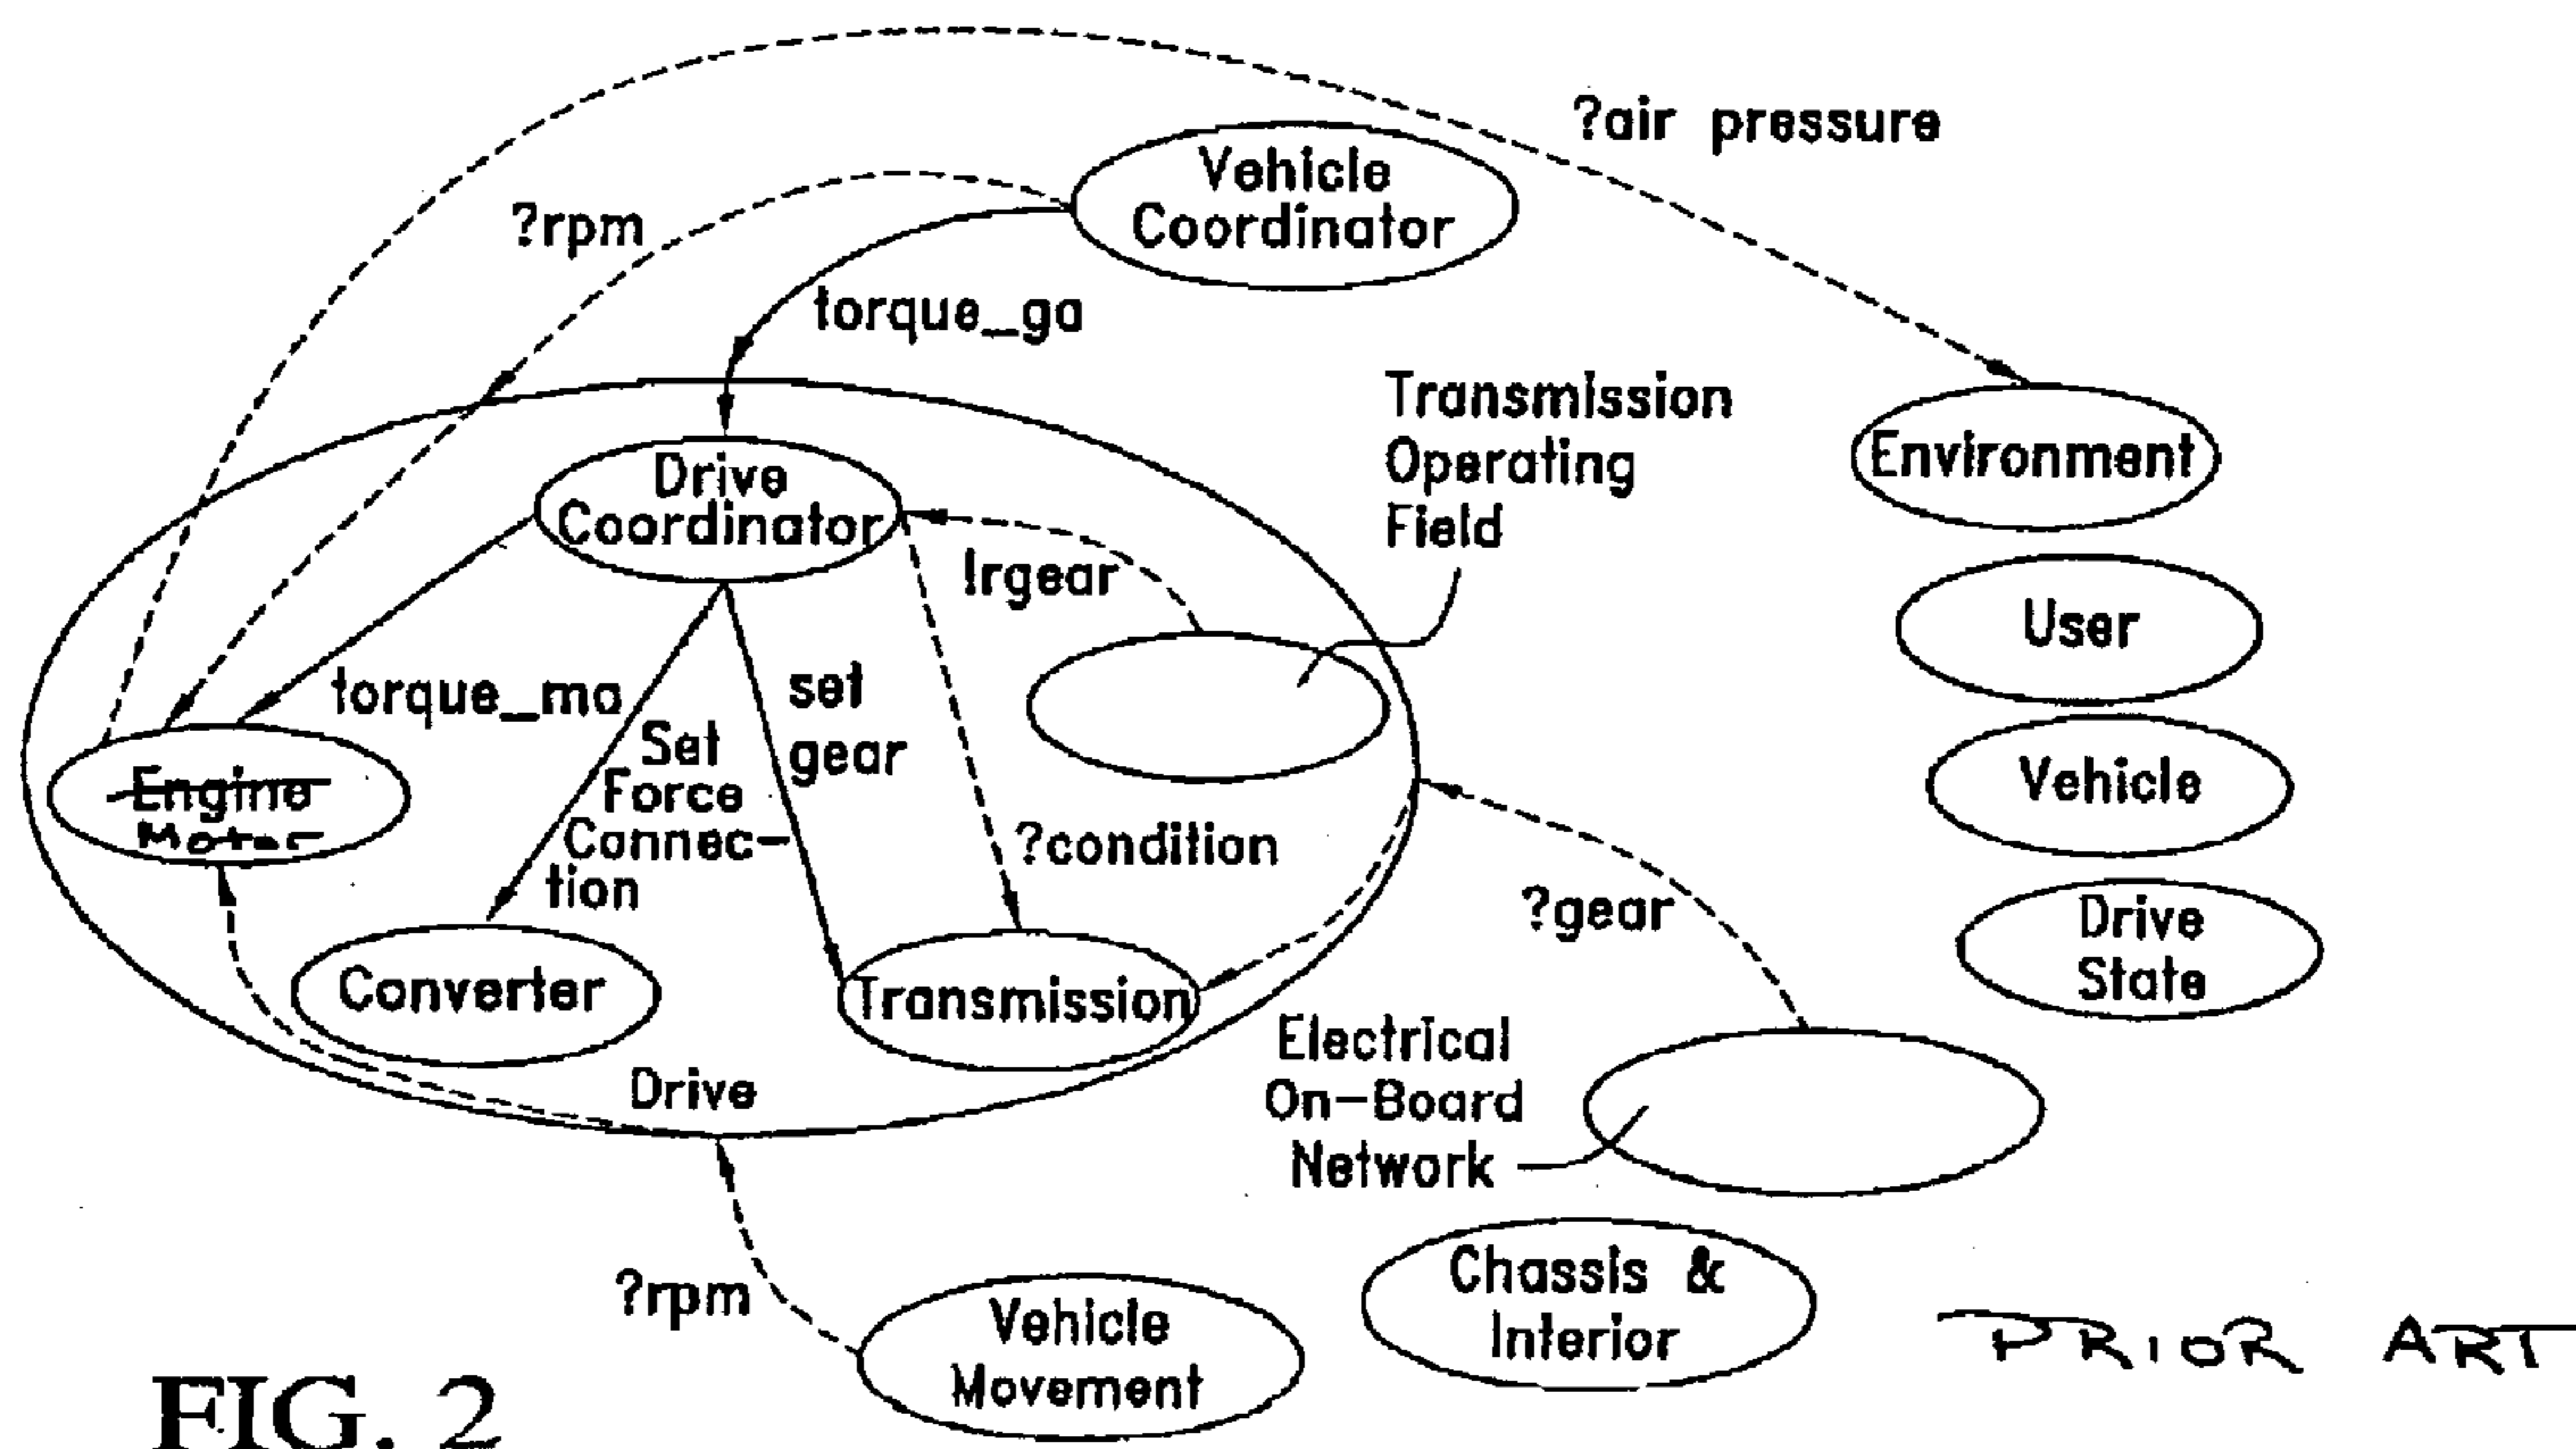 ?air pressure
Vehicle
Coordinator
?rpm
torque_ga
Transmission
Operating
Field
Environment
Drive
Coordinator
!rgear
User
torque_ma
set
gear
Set
Force
Connec-
tion
Vehicle
Engine
Motor
?condition
?gear
Drive
State
Converter
Transmission
Electrical
On-Board
Network
Drive
Chassis &
Interior
?rpm
Vehicle
Movement
PRIOR ART
FIG. 2